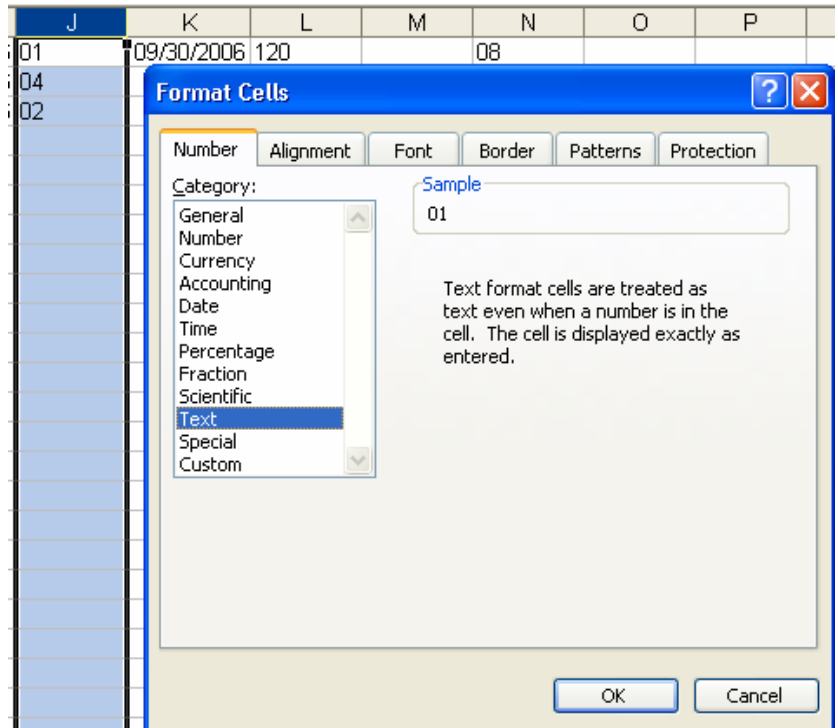 J K L M N O P
01 09/30/2006 120 08
04
02
Format Cells
Number Alignment Font Border Patterns Protection
Category:
General
Number
Currency
Accounting
Date
Time
Percentage
Fraction
Scientific
Text
Special
Custom
Sample
01
Text format cells are treated as
text even when a number is in the
cell. The cell is displayed exactly as
entered.
OK Cancel